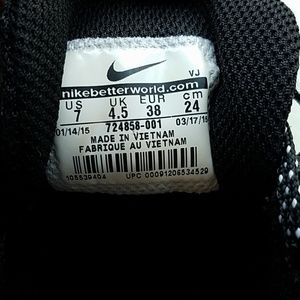 VJ
nikebetterworld.com
US UK EUR cm
7 4.5 38 24
01/14/15 724858-001 03/17/15
MADE IN VIETNAM
FABRIQUE AU VIETNAM
105539404 UPC 00091206534529